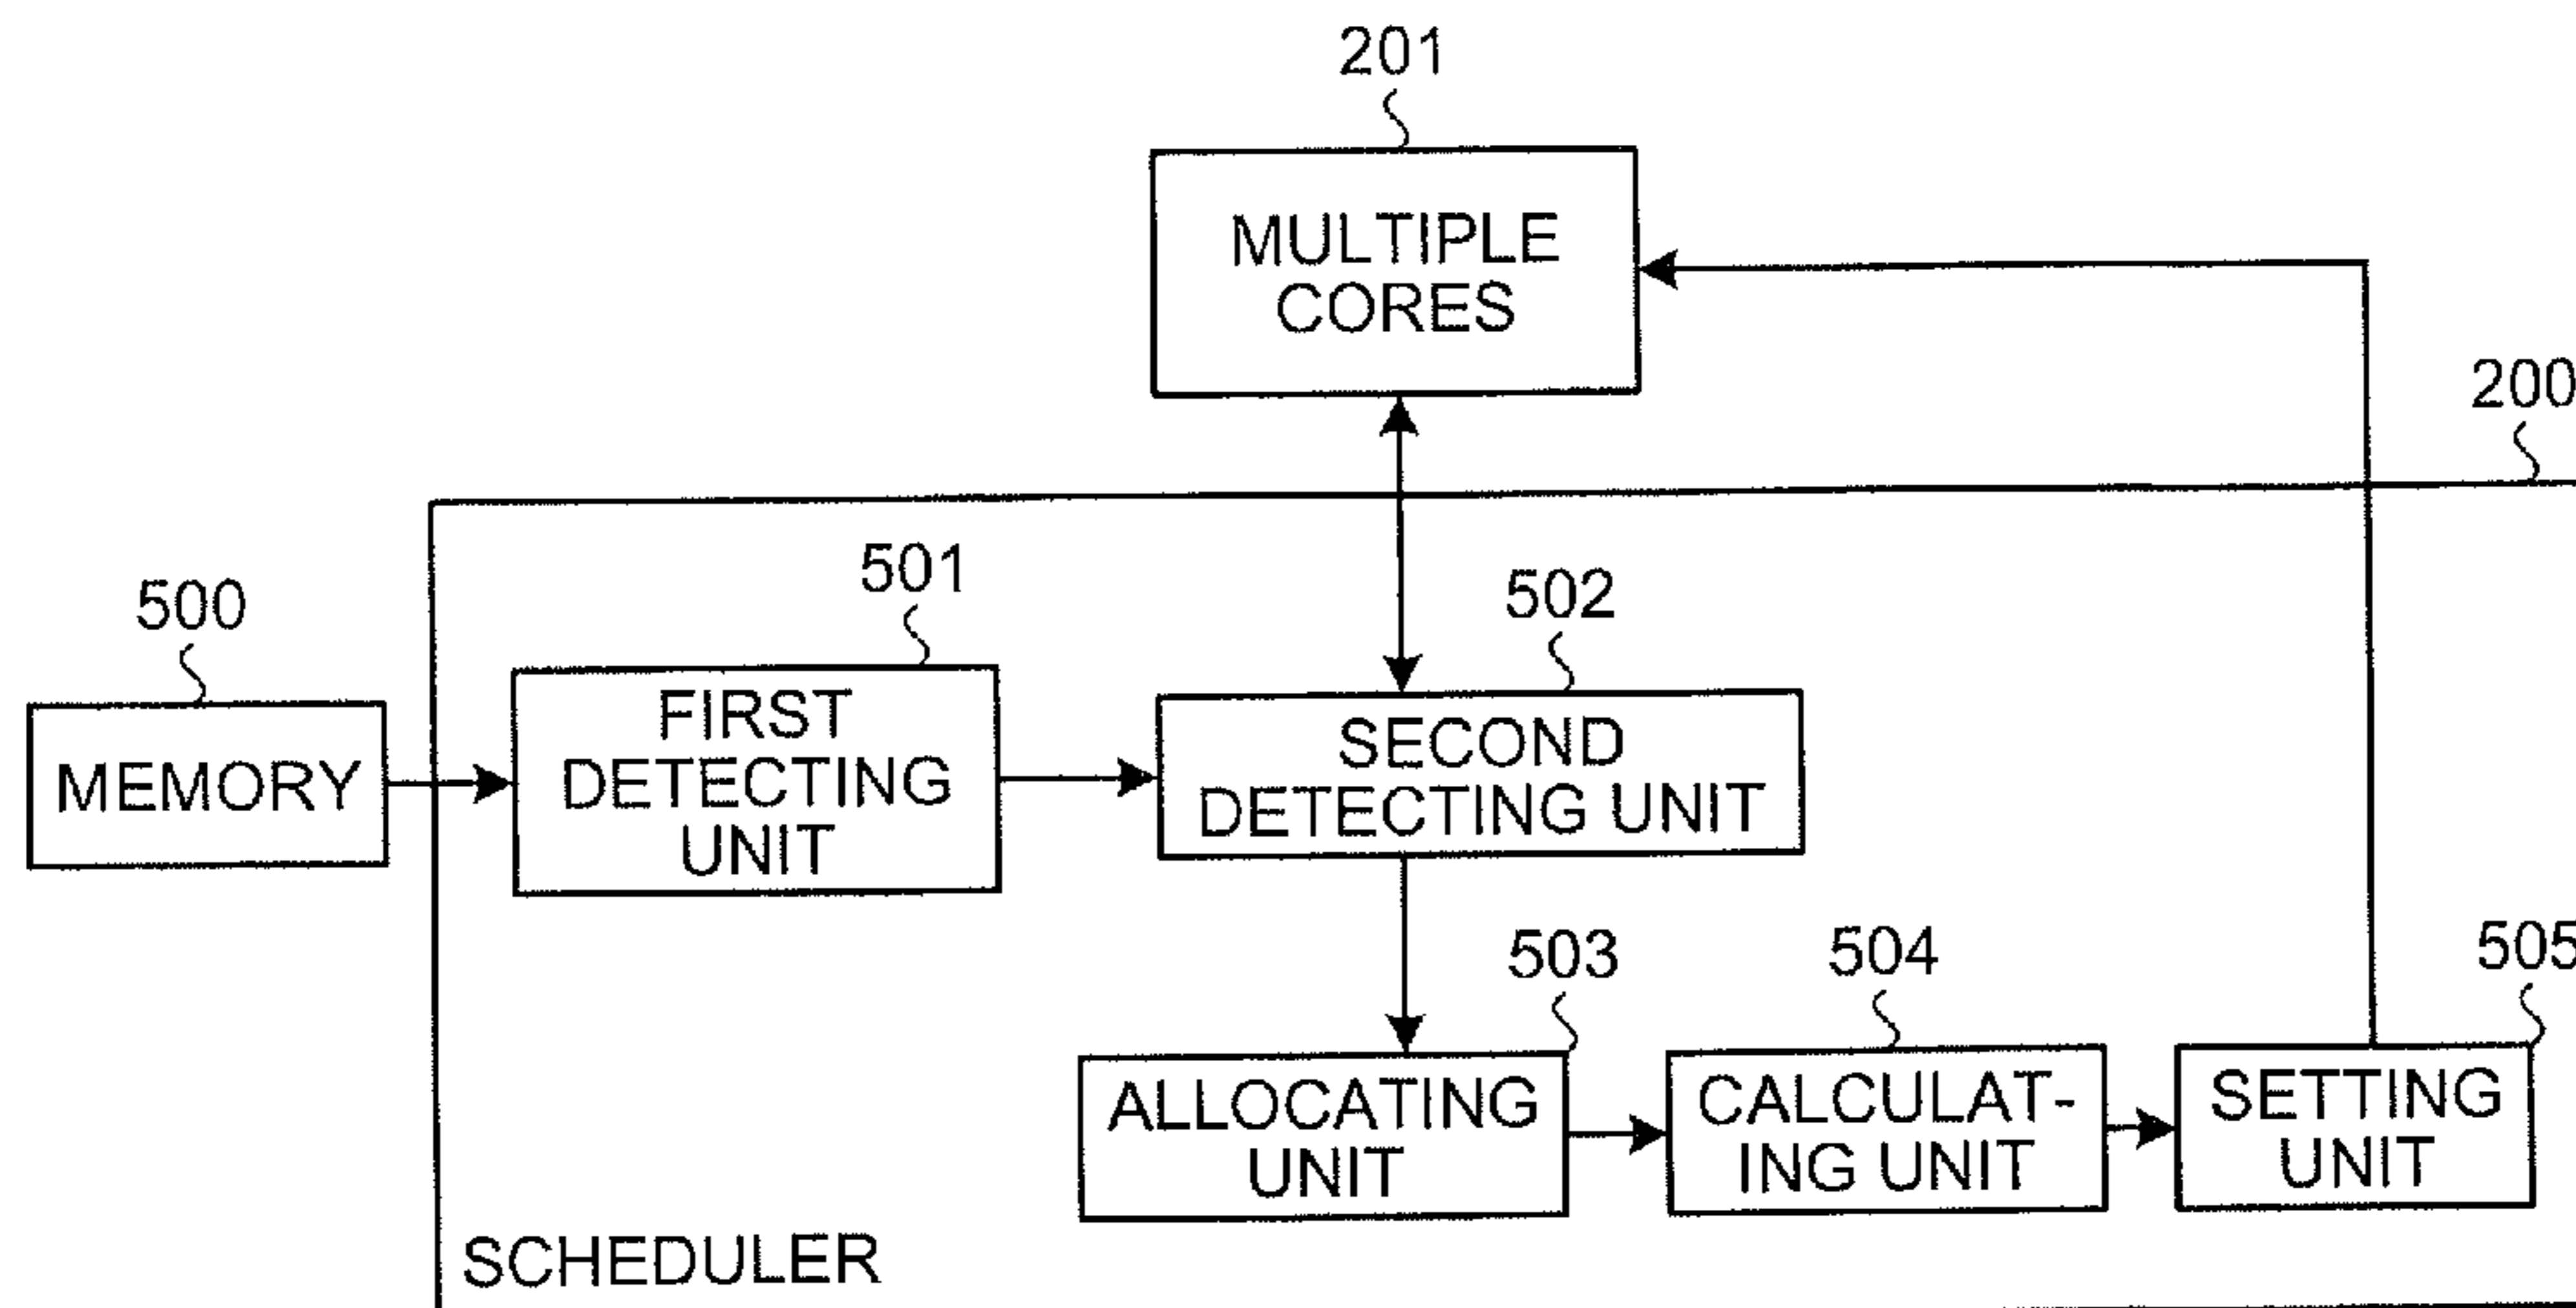 201
MULTIPLE
CORES
200
500
501
502
MEMORY
FIRST
DETECTING
UNIT
SECOND
DETECTING UNIT
503
504
505
ALLOCATING
UNIT
CALCULAT-
ING UNIT
SETTING
UNIT
SCHEDULER